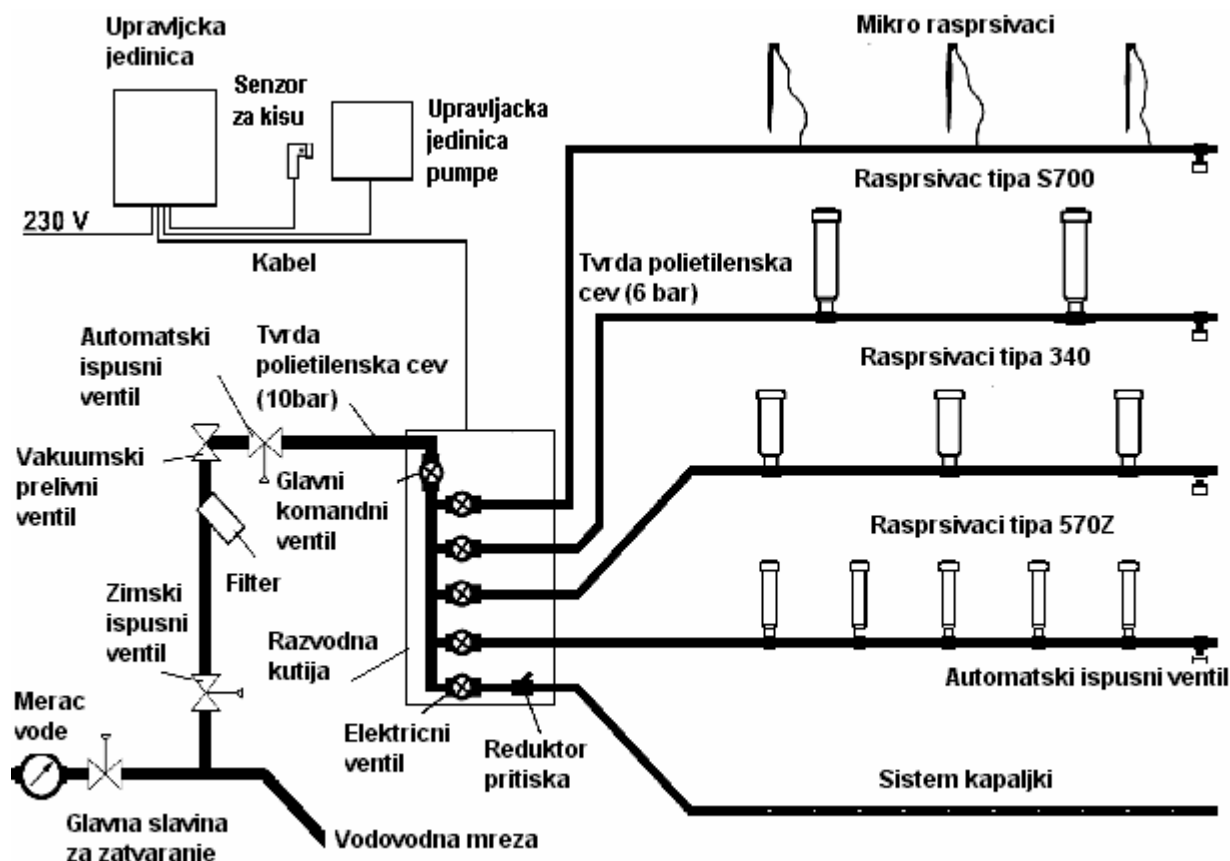 Upravljcka
jedinica
Senzor
za kisu
Upravljacka
jedinica
pumpe
230 V
Kabel
Mikro rasprsivaci
Rasprsivac tipa S700
Tvrda polietilenska
cev (6 bar)
Rasprsivaci tipa 340
Rasprsivaci tipa 570Z
Automatski ispusni ventil
Sistem kapaljki
Automatski
ispusni
ventil
Tvrda
polietilenska cev
(10bar)
Vakuumski
prelivni
ventil
Glavni
komandni
ventil
Filter
Zimski
ispusni
ventil
Razvodna
kutija
Merac
vode
Elektricni
ventil
Reduktor
pritiska
Glavna slavina
za zatvaranje
Vodovodna mreza